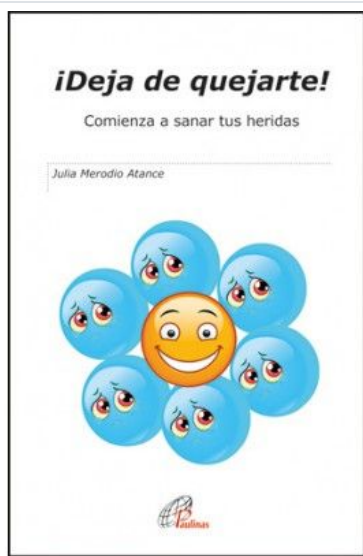 ¡Deja de quejarte!
Comienza a sanar tus heridas
Julia Merodio Atance
Paulinas